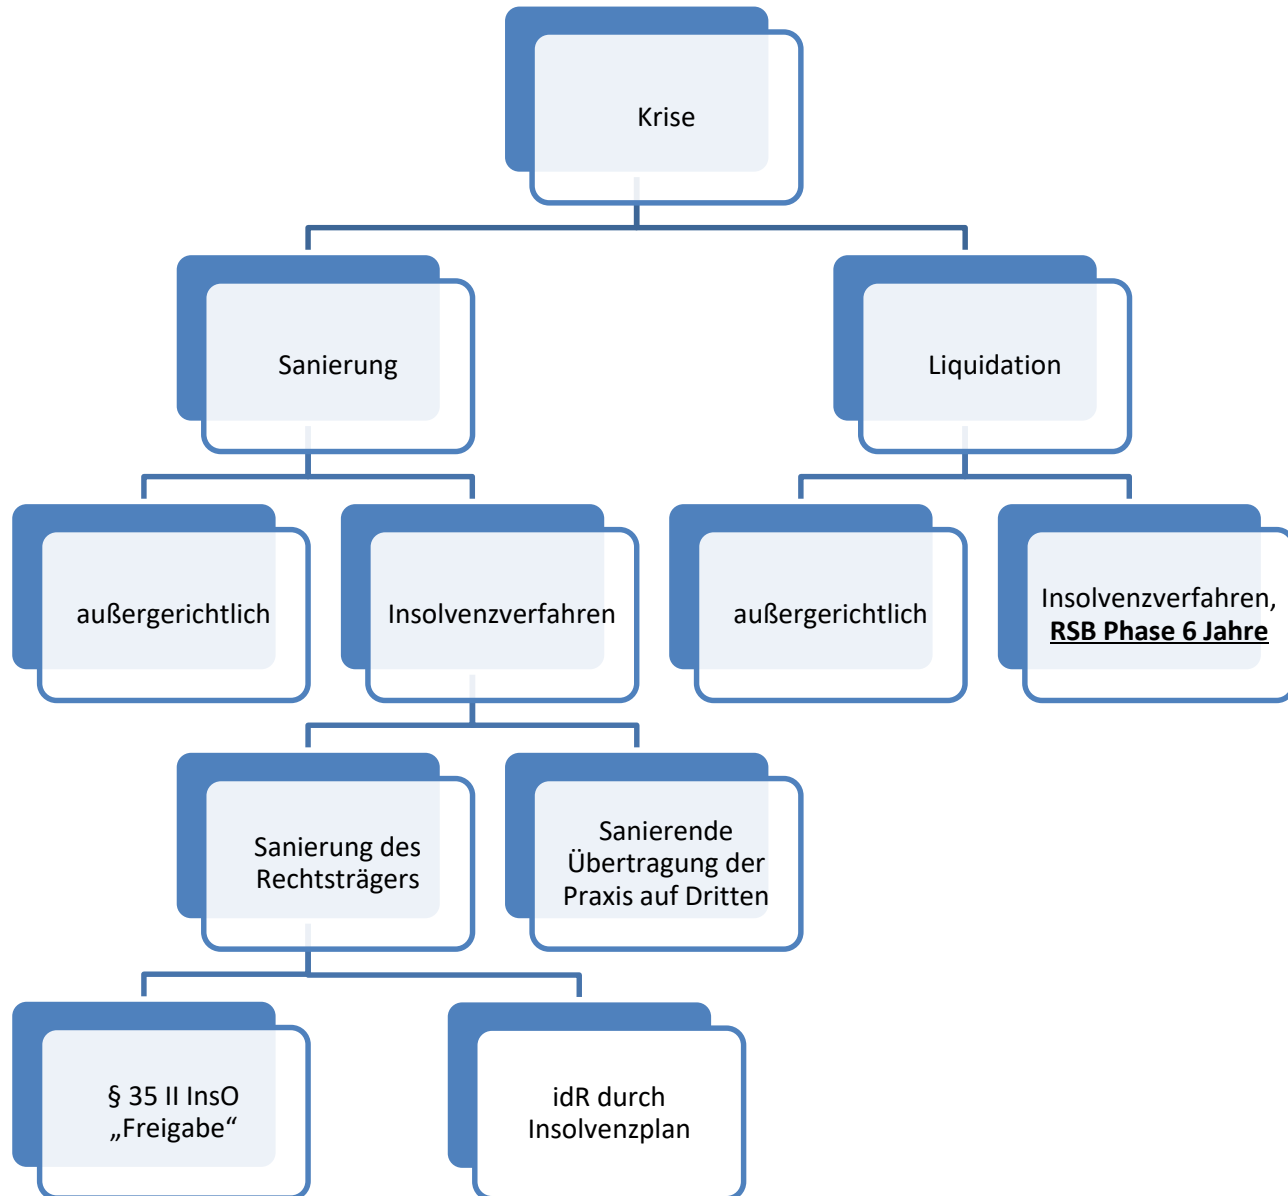 Krise
Sanierung
Liquidation
außergerichtlich
Insolvenzverfahren
außergerichtlich
Insolvenzverfahren,
RSB Phase 6 Jahre
Sanierung des
Rechtsträgers
Sanierende
Übertragung der
Praxis auf Dritten
§ 35 II InsO
„Freigabe“
idR durch
Insolvenzplan